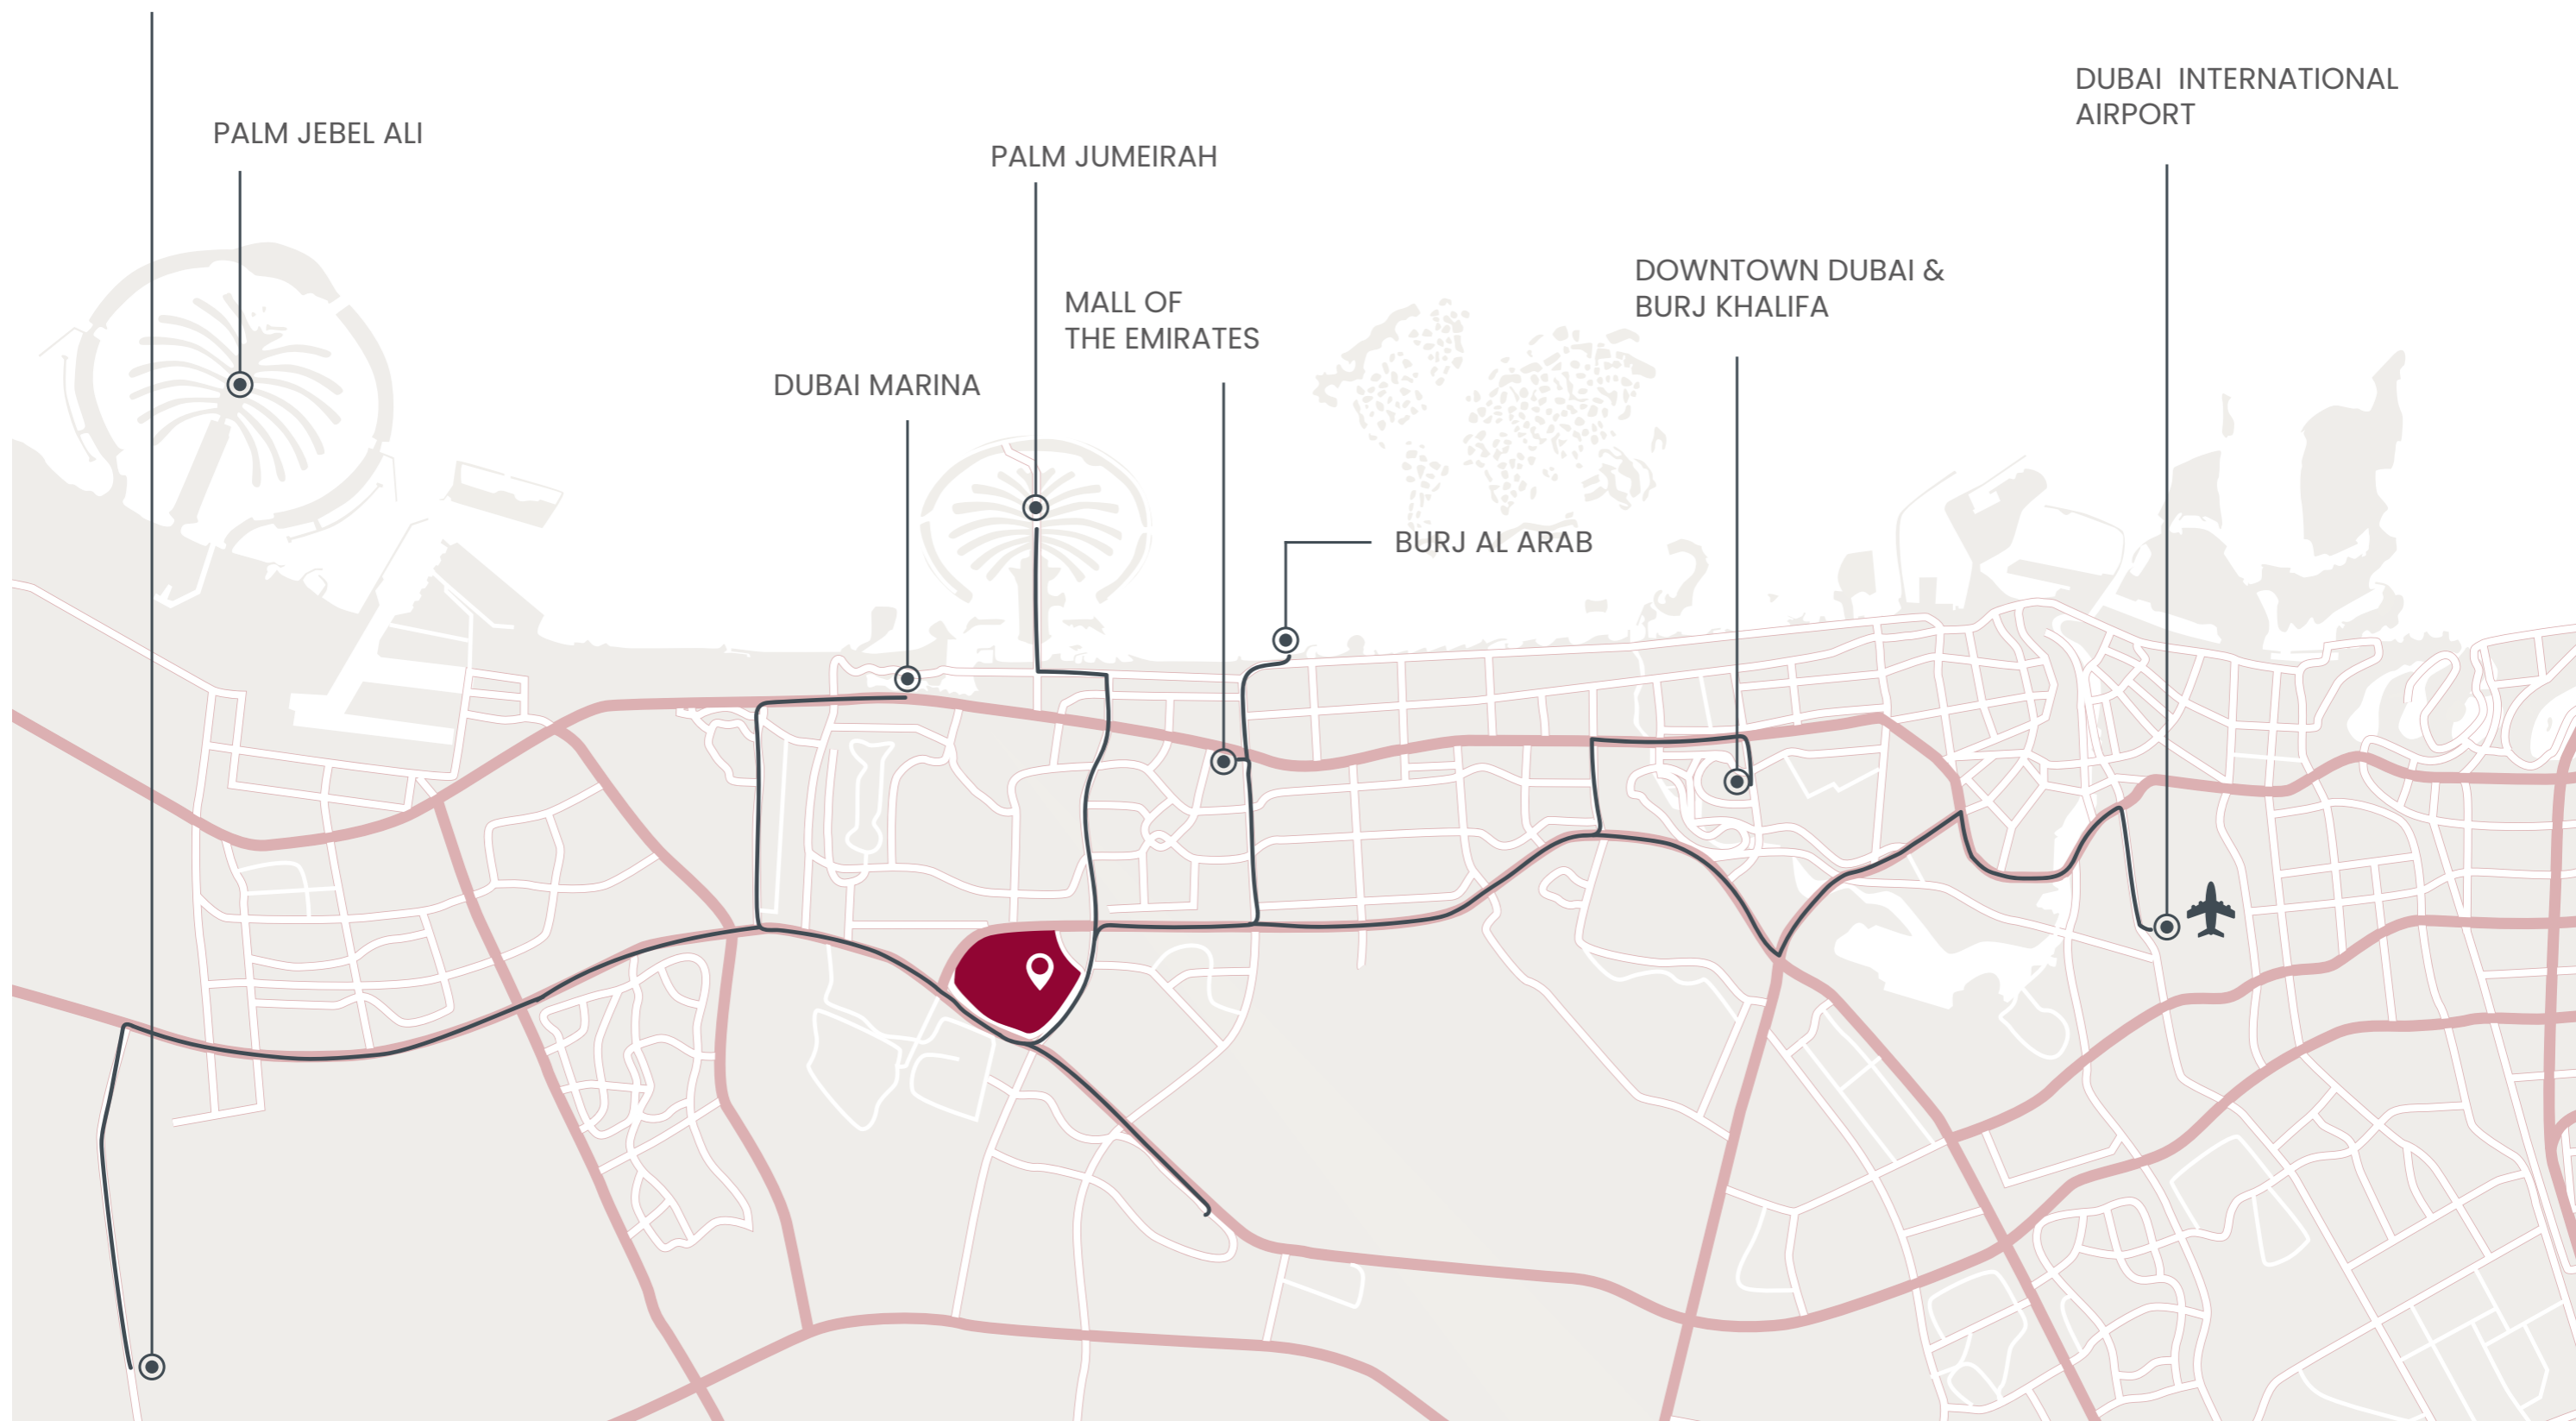 DUBAI INTERNATIONAL
AIRPORT
PALM JEBEL ALI
PALM JUMEIRAH
DOWNTOWN DUBAI &
BURJ KHALIFA
MALL OF
THE EMIRATES
DUBAI MARINA
BURJ AL ARAB